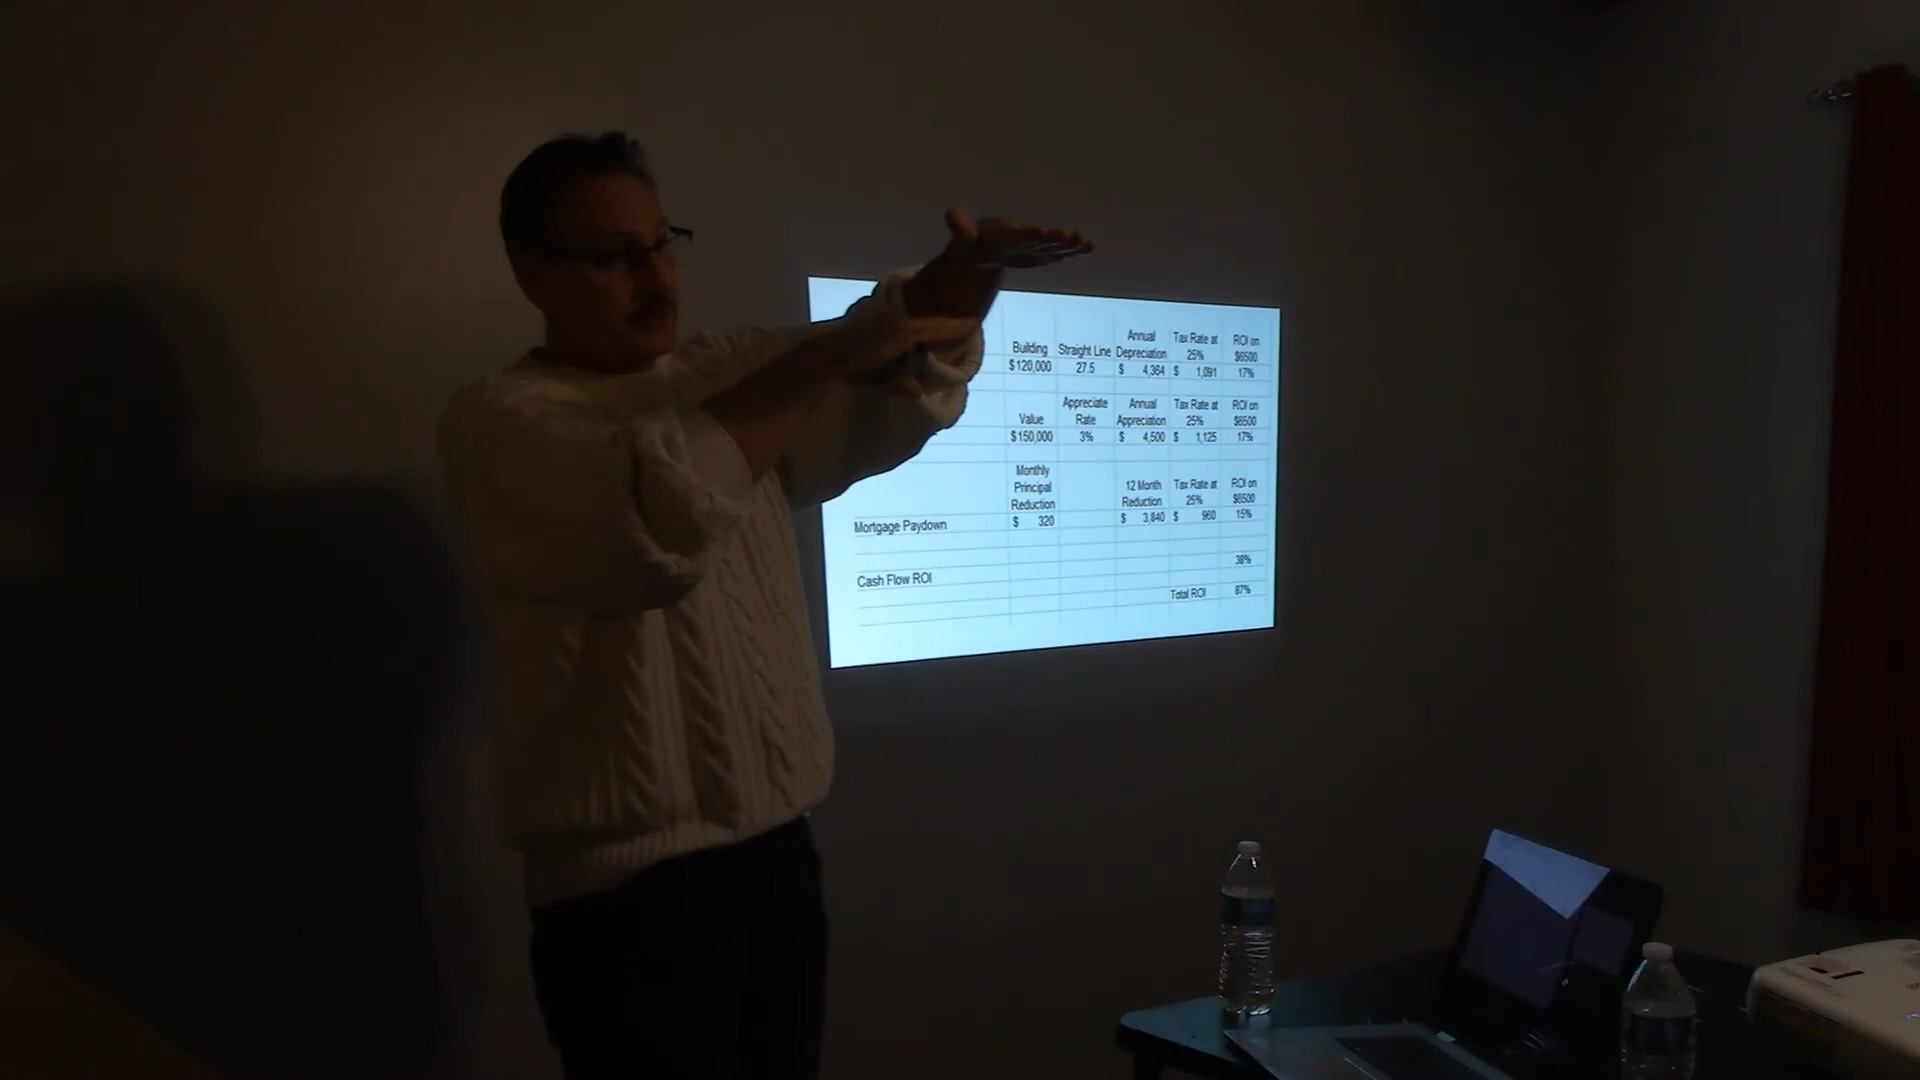 Building Straight Line Annual Depreciation Tax Rate at 25% ROI on $6500
$120,000 27.5 $ 4,364 $ 1,091 17%
Value Appreciate Rate Annual Appreciation Tax Rate at 25% ROI on $6500
$150,000 3% $ 4,500 $ 1,125 17%
Monthly Principal Reduction 12 Month Reduction Tax Rate at 25% ROI on $6500
Mortgage Paydown $ 320 $ 3,840 $ 960 15%
Cash Flow ROI 38%
Total ROI 87%